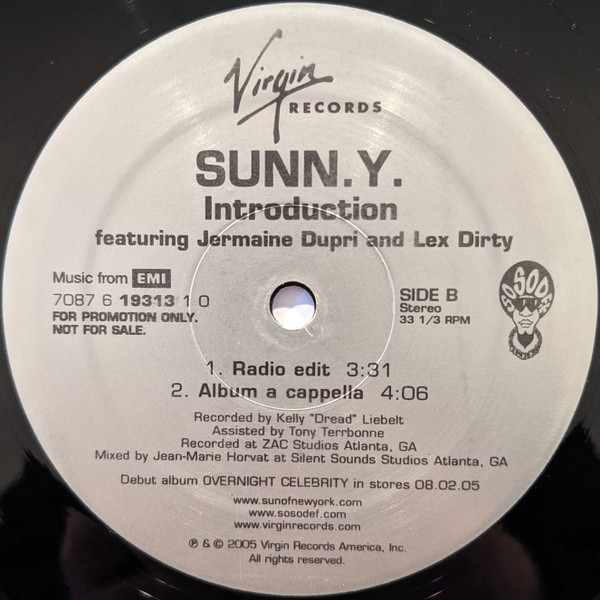 Virgin
RECORDS
SUNN.Y.
Introduction
featuring Jermaine Dupri and Lex Dirty
Music from EMI
7087 6 19313 1 0
FOR PROMOTION ONLY.
NOT FOR SALE.
SIDE B
Stereo
33 1/3 RPM
SO SO DEF
1. Radio edit 3:31
2. Album a cappella 4:06
Recorded by Kelly "Dread" Liebelt
Assisted by Tony Terrbonne
Recorded at ZAC Studios Atlanta, GA
Mixed by Jean-Marie Horvat at Silent Sounds Studios Atlanta, GA
Debut album OVERNIGHT CELEBRITY in stores 08.02.05
www.sunofnewyork.com
www.sosodef.com
www.virginrecords.com
℗ & © 2005 Virgin Records America, Inc.
All rights reserved.